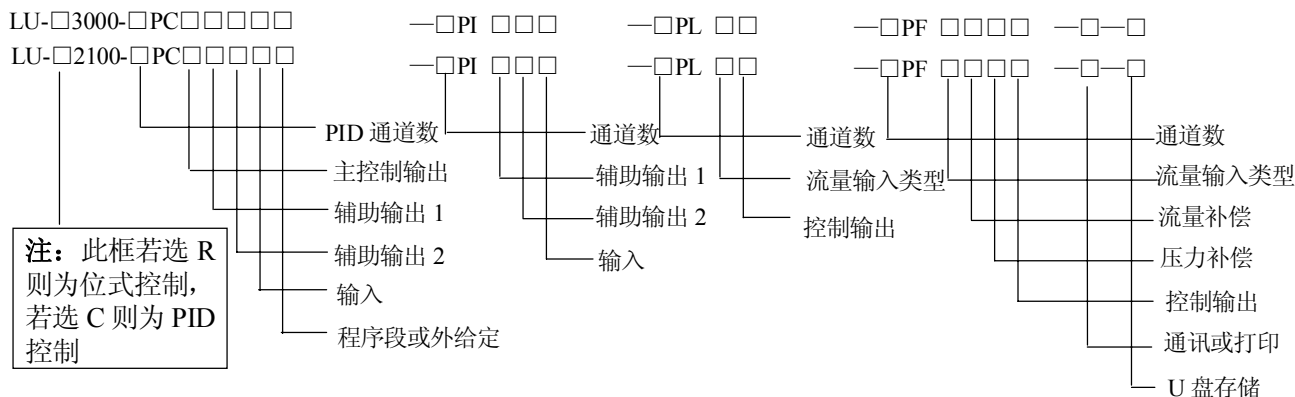 LU-□3000-□PC□□□□□ —□PI □□□ —□PL □□ —□PF □□□□ —□—□
LU-□2100-□PC□□□□□ —□PI □□□ —□PL □□ —□PF □□□□ —□—□
PID 通道数 通道数 通道数 通道数
主控制输出 辅助输出 1 流量输入类型 流量输入类型
辅助输出 1 辅助输出 2 控制输出 流量补偿
辅助输出 2 输入 压力补偿
输入 控制输出
程序段或外给定 通讯或打印
U 盘存储
注：此框若选 R
则为位式控制，
若选 C 则为 PID
控制